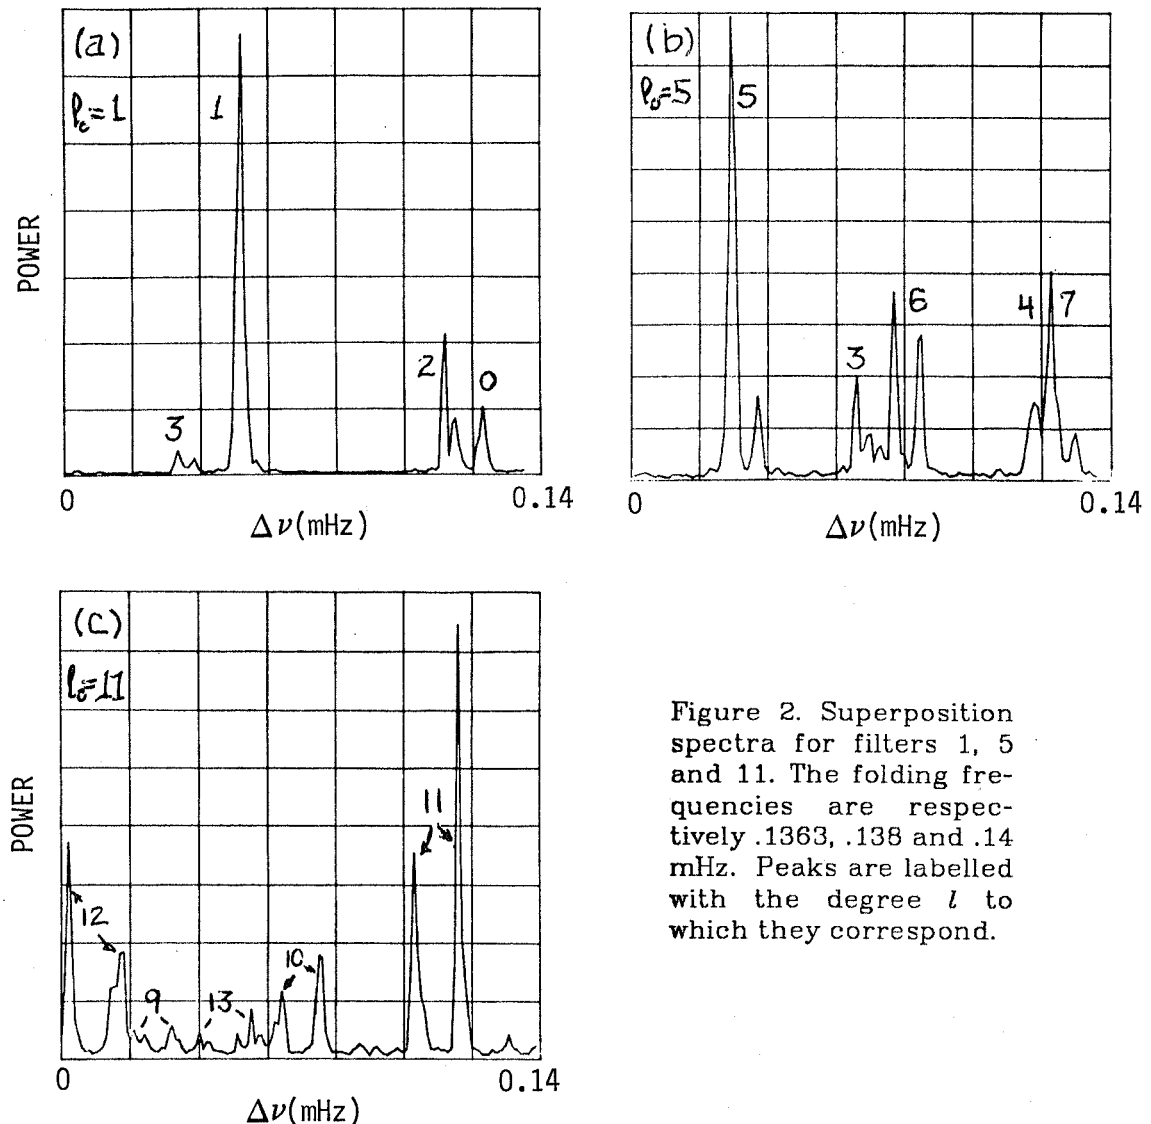 (a)
ℓₒ=1
1
3
2
0
POWER
0
0.14
Δν(mHz)
(b)
ℓₒ=5
5
3
6
4
7
0
0.14
Δν(mHz)
(c)
ℓₒ=11
11
12
9
13
10
POWER
0
0.14
Δν(mHz)
Figure 2. Superposition
spectra for filters 1, 5
and 11. The folding fre-
quencies are respec-
tively .1363, .138 and .14
mHz. Peaks are labelled
with the degree l to
which they correspond.